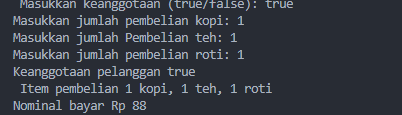 Masukkan keanggotaan (true/false): true
Masukkan jumlah pembelian kopi: 1
Masukkan jumlah Pembelian teh: 1
Masukkan jumlah pembelian roti: 1
Keanggotaan pelanggan true
Item pembelian 1 kopi, 1 teh, 1 roti
Nominal bayar Rp 88